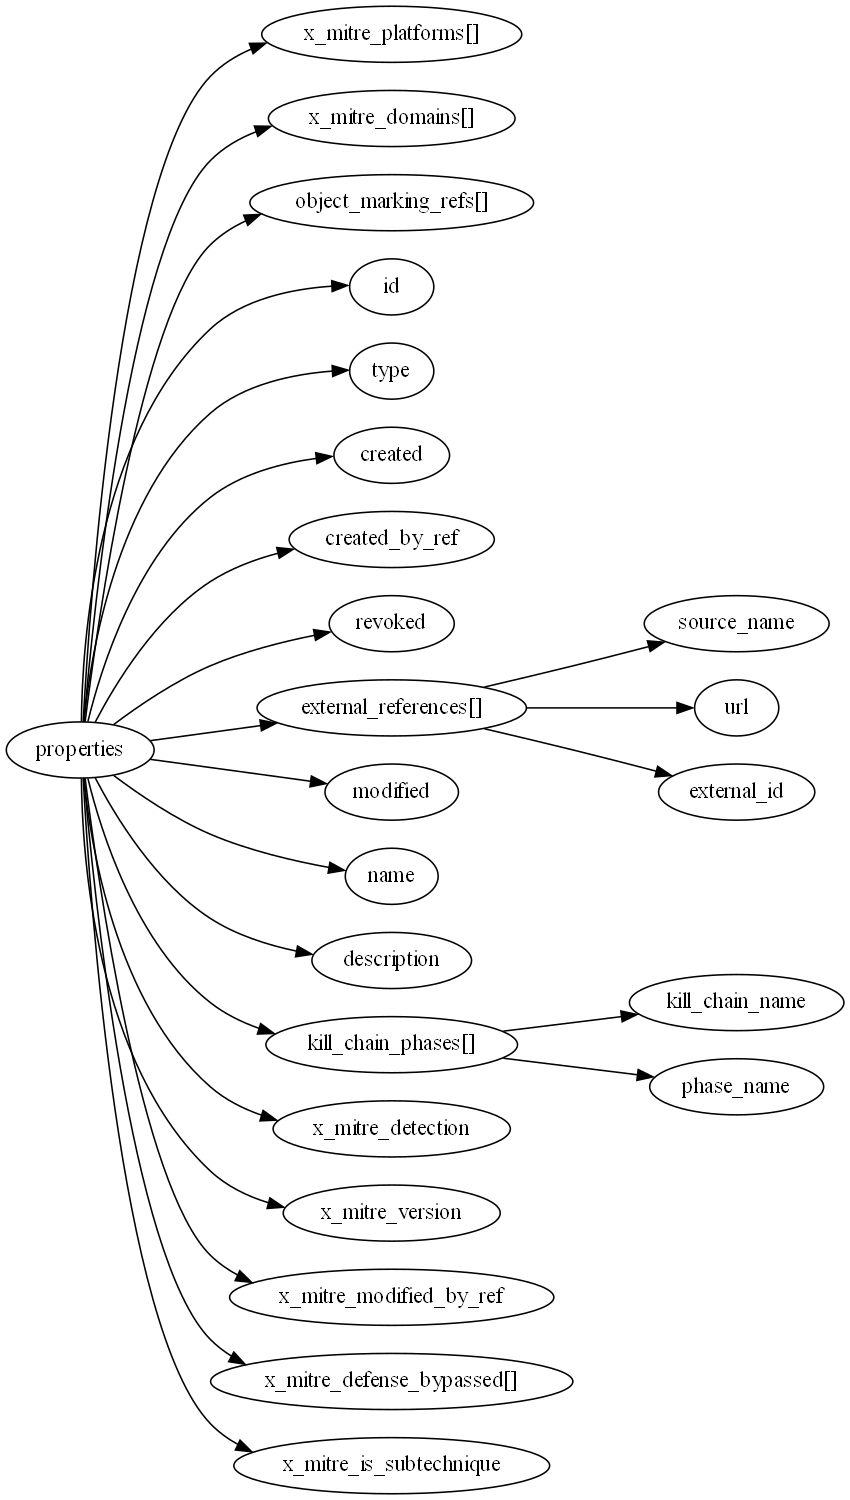 x_mitre_platforms[]
x_mitre_domains[]
object_marking_refs[]
id
type
created
created_by_ref
revoked
source_name
external_references[]
url
properties
modified
external_id
name
description
kill_chain_name
kill_chain_phases[]
phase_name
x_mitre_detection
x_mitre_version
x_mitre_modified_by_ref
x_mitre_defense_bypassed[]
x_mitre_is_subtechnique